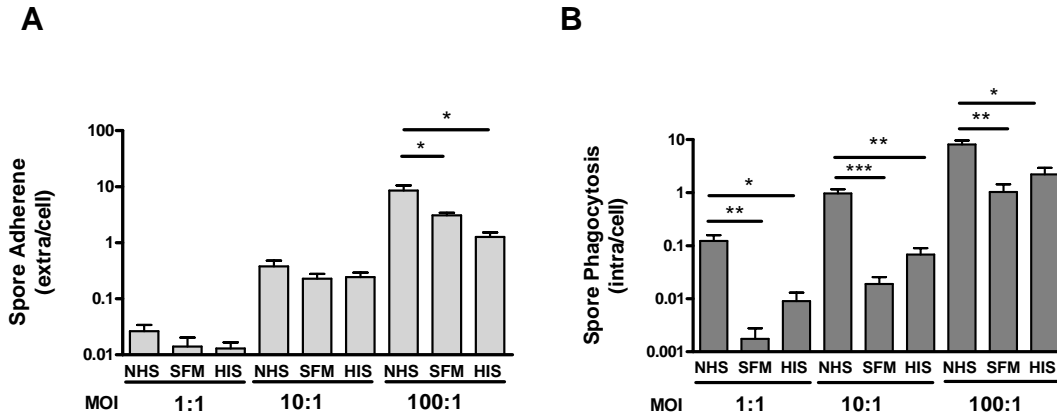 A
Spore Adherene
(extra/cell)
100
10
1
0.1
0.01
*
*
NHS SFM HIS NHS SFM HIS NHS SFM HIS
MOI 1:1 10:1 100:1
B
Spore Phagocytosis
(intra/cell)
10
1
0.1
0.01
0.001
*
**
**
***
*
**
NHS SFM HIS NHS SFM HIS NHS SFM HIS
MOI 1:1 10:1 100:1